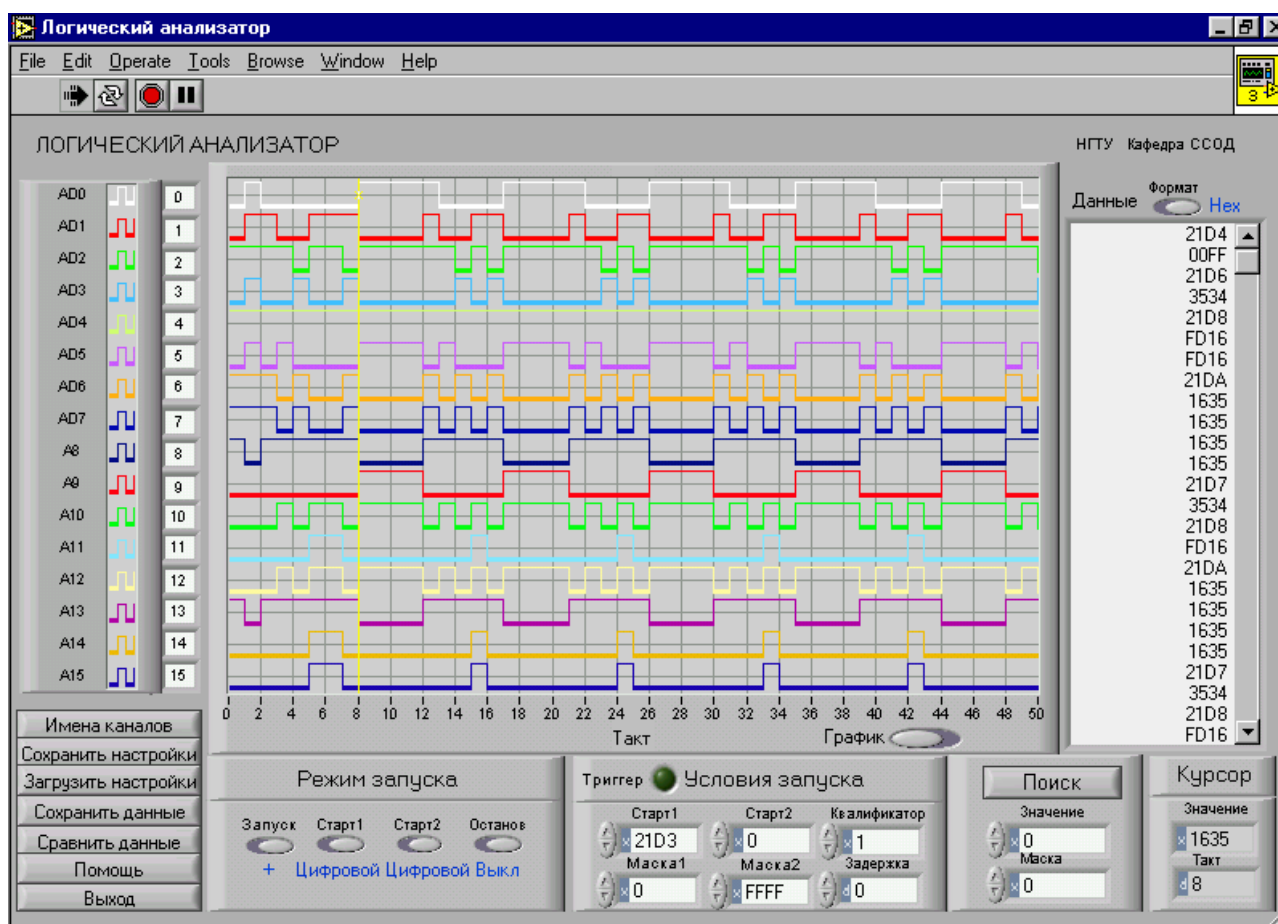 Логический анализатор
File Edit Operate Tools Browse Window Help
3
ЛОГИЧЕСКИЙ АНАЛИЗАТОР
НГТУ Кафедра ССОД
AD0 0
AD1 1
AD2 2
AD3 3
AD4 4
AD5 5
AD6 6
AD7 7
A8 8
A9 9
A10 10
A11 11
A12 12
A13 13
A14 14
A15 15
0 2 4 6 8 10 12 14 16 18 20 22 24 26 28 30 32 34 36 38 40 42 44 46 48 50
Такт
График
Данные
Формат
Hex
21D4
00FF
21D6
3534
21D8
FD16
FD16
21DA
1635
1635
1635
1635
21D7
3534
21D8
FD16
21DA
1635
1635
1635
1635
21D7
3534
21D8
FD16
Имена каналов
Сохранить настройки
Загрузить настройки
Сохранить данные
Сравнить данные
Помощь
Выход
Режим запуска
Запуск Старт1 Старт2 Останов
+ Цифровой Цифровой Выкл
Триггер Условия запуска
Старт1 Старт2 Квалификатор
x 21D3 x 0 x 1
Маска1 Маска2 Задержка
x 0 x FFFF d 0
Поиск
Значение
x 0
Маска
x 0
Курсор
Значение
x 1635
Такт
d 8